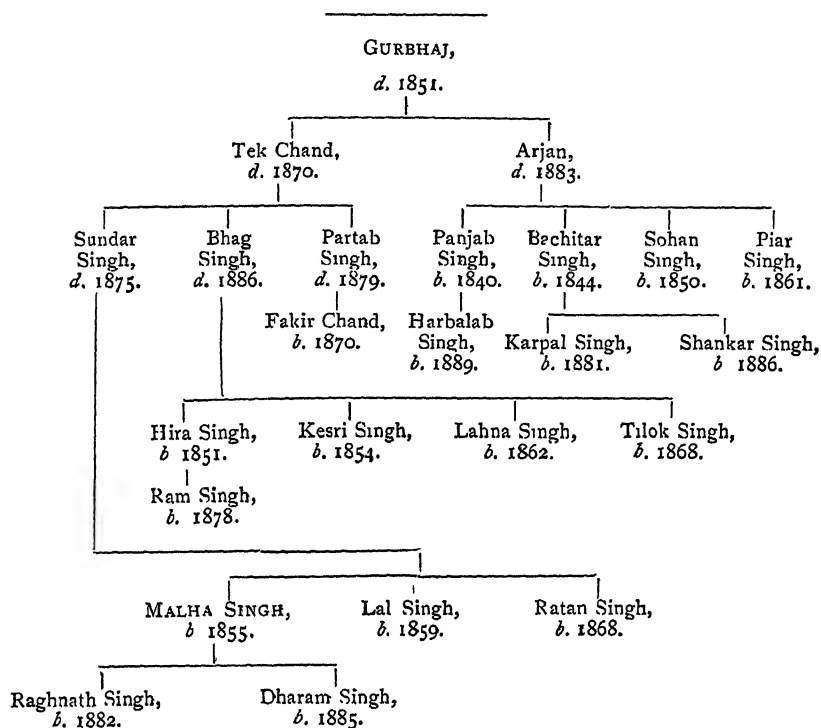 GURBHAJ,
d. 1851.
Tek Chand,
d. 1870.
Arjan,
d. 1883.
Sundar
Singh,
d. 1875.
Bhag
Singh,
d. 1886.
Partab
Singh,
d. 1879.
Panjab
Singh,
b. 1840.
Bachitar
Singh,
b. 1844.
Sohan
Singh,
b. 1850.
Piar
Singh,
b. 1861.
Fakir Chand,
b. 1870.
Harbalab
Singh,
b. 1889.
Karpal Singh,
b. 1881.
Shankar Singh,
b 1886.
Hira Singh,
b 1851.
Kesri Singh,
b. 1854.
Lahna Singh,
b. 1862.
Tilok Singh,
b. 1868.
Ram Singh,
b. 1878.
MALHA SINGH,
b 1855.
Lal Singh,
b. 1859.
Ratan Singh,
b. 1868.
Raghnath Singh,
b. 1882.
Dharam Singh,
b. 1885.